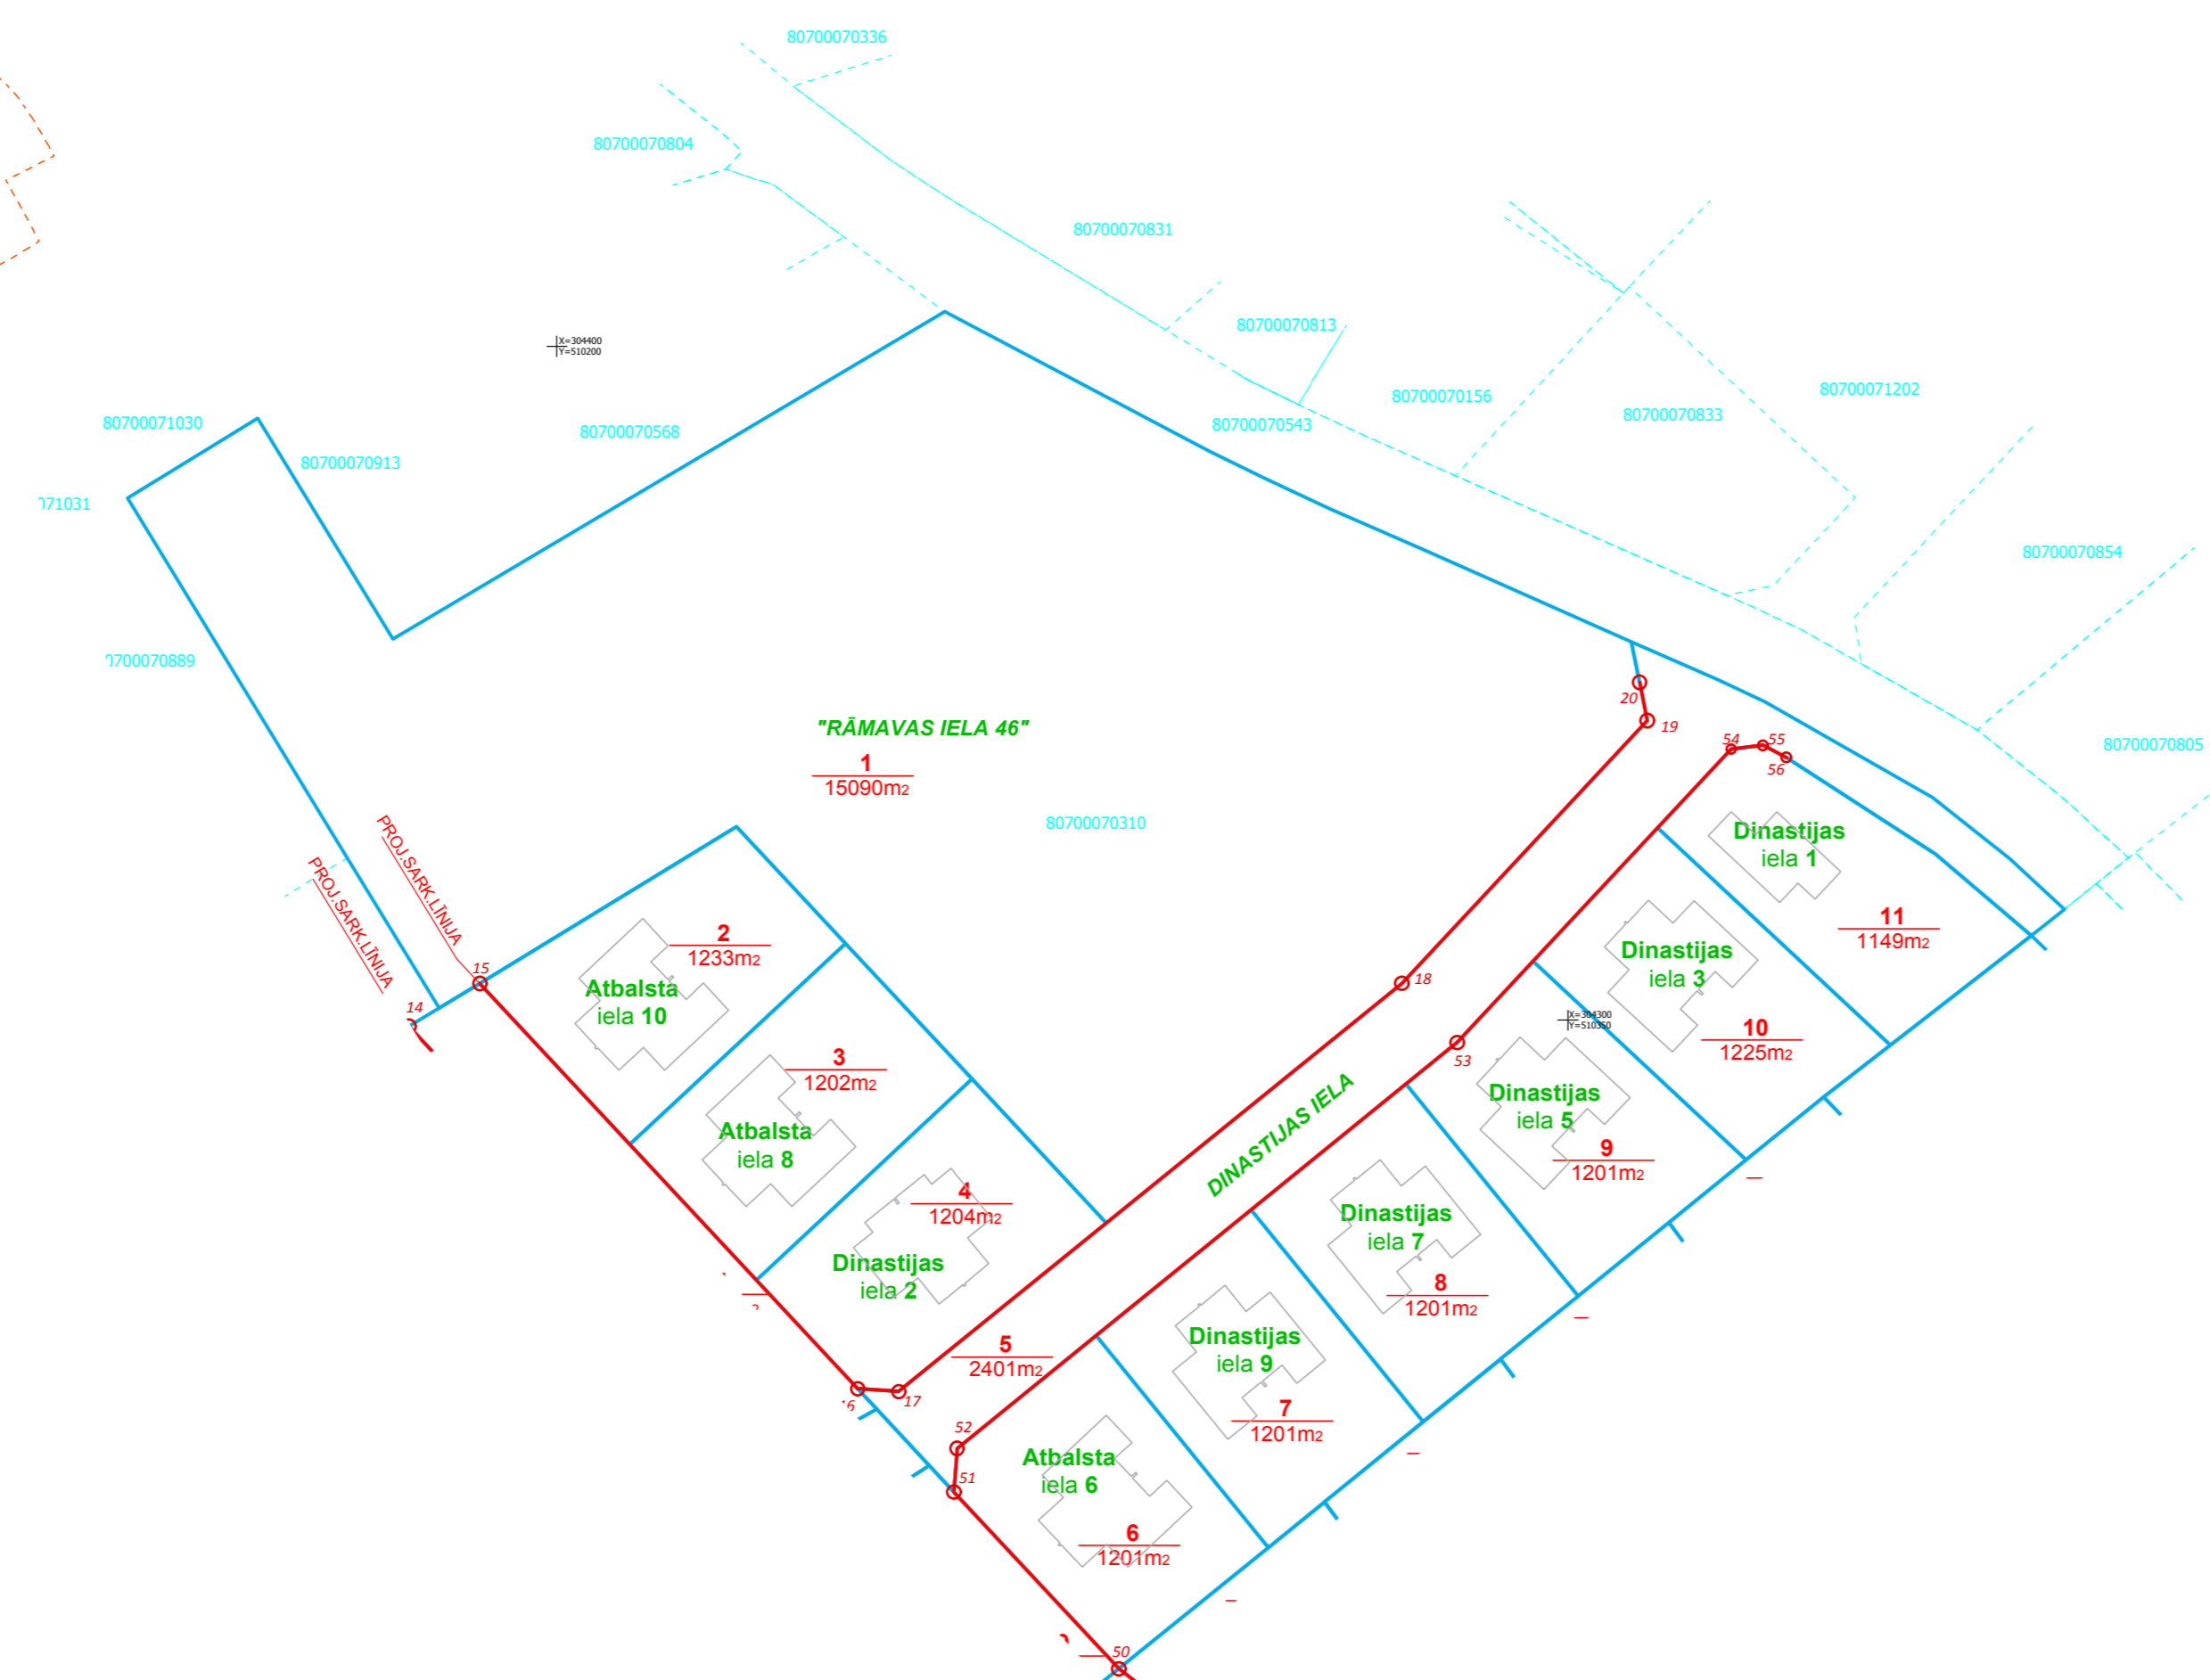 80700070336
80700070804
80700070831
80700070813
X=304400
Y=510200
80700070156
80700071202
80700070833
80700071030
80700070568
80700070543
80700070913
071031
80700070854
0700070889
20
19
"RĀMAVAS IELA 46"
54
55
56
80700070805
1
15090m2
80700070310
PROJ.SARK.LĪNIJA
PROJ.SARK.LĪNIJA
Dinastijas
iela 1
11
1149m2
2
1233m2
Dinastijas
iela 3
15
14
18
Atbalsta
iela 10
X=304300
Y=510350
10
1225m2
53
3
1202m2
Dinastijas
iela 5
DINASTIJAS IELA
Atbalsta
iela 8
9
1201m2
4
1204m2
Dinastijas
iela 7
Dinastijas
iela 2
8
1201m2
Dinastijas
iela 9
5
2401m2
17
7
1201m2
52
51
Atbalsta
iela 6
6
1201m2
50